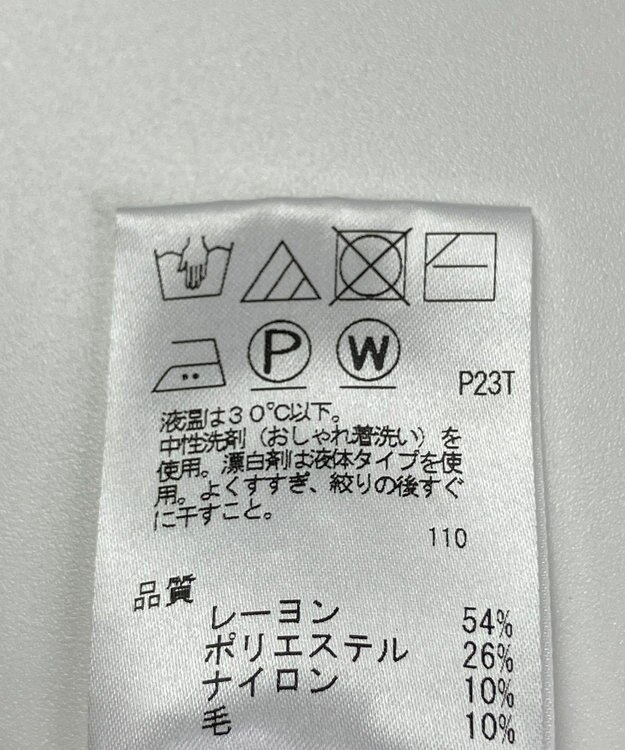 P W P23T
液温は30℃以下。
中性洗剤（おしゃれ着洗い）を
使用。漂白剤は液体タイプを使
用。よくすすぎ、絞りの後すぐ
に干すこと。
110
品質
レーヨン 54%
ポリエステル 26%
ナイロン 10%
毛 10%